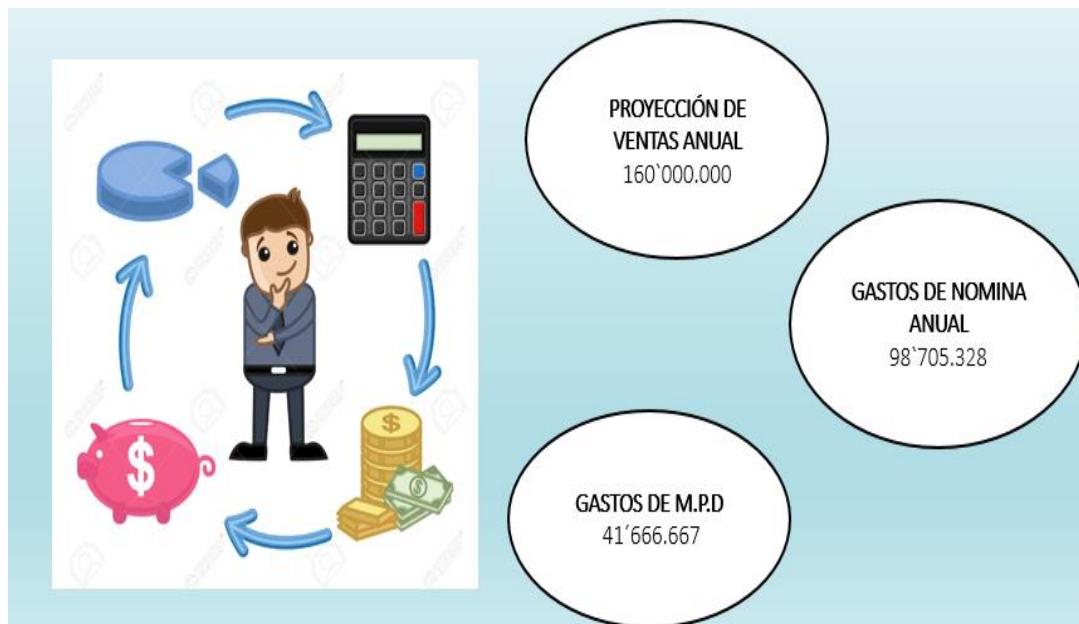 PROYECCIÓN DE
VENTAS ANUAL
160`000.000
GASTOS DE NOMINA
ANUAL
98`705.328
GASTOS DE M.P.D
41´666.667
$
$